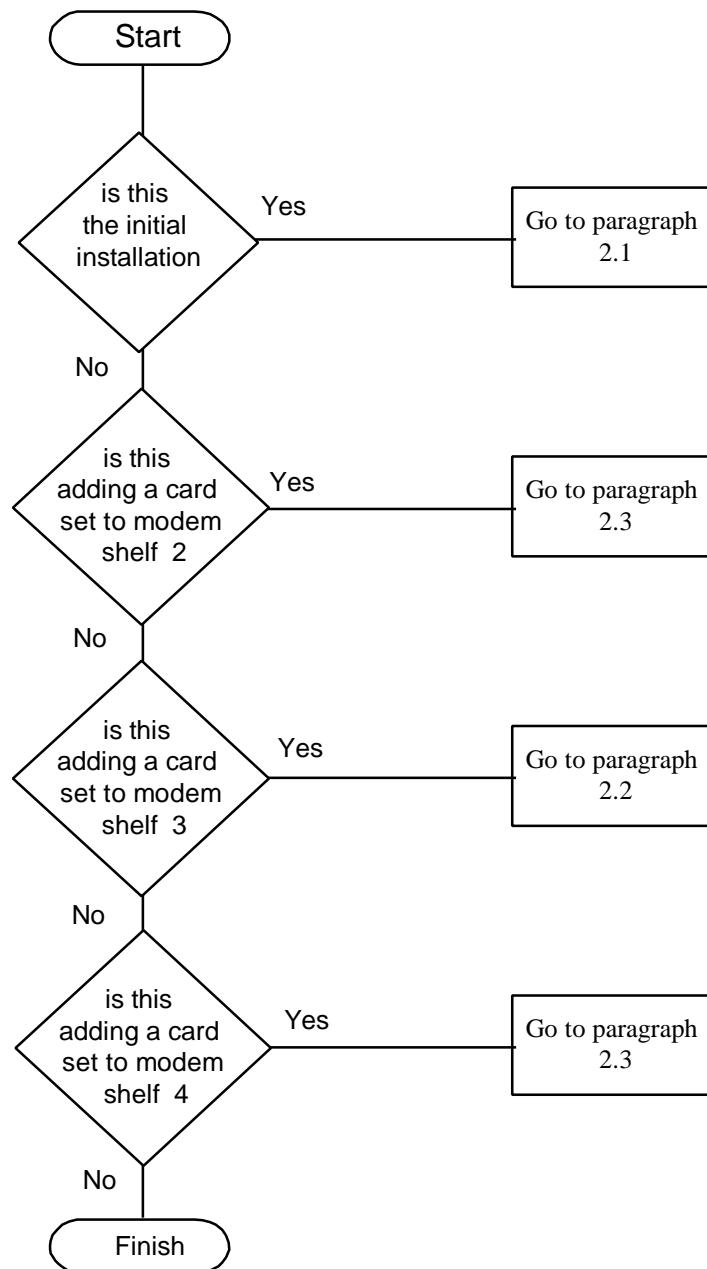 Start
is this
the initial
installation
Yes
Go to paragraph
2.1
No
is this
adding a card
set to modem
shelf 2
Yes
Go to paragraph
2.3
No
is this
adding a card
set to modem
shelf 3
Yes
Go to paragraph
2.2
No
is this
adding a card
set to modem
shelf 4
Yes
Go to paragraph
2.3
No
Finish